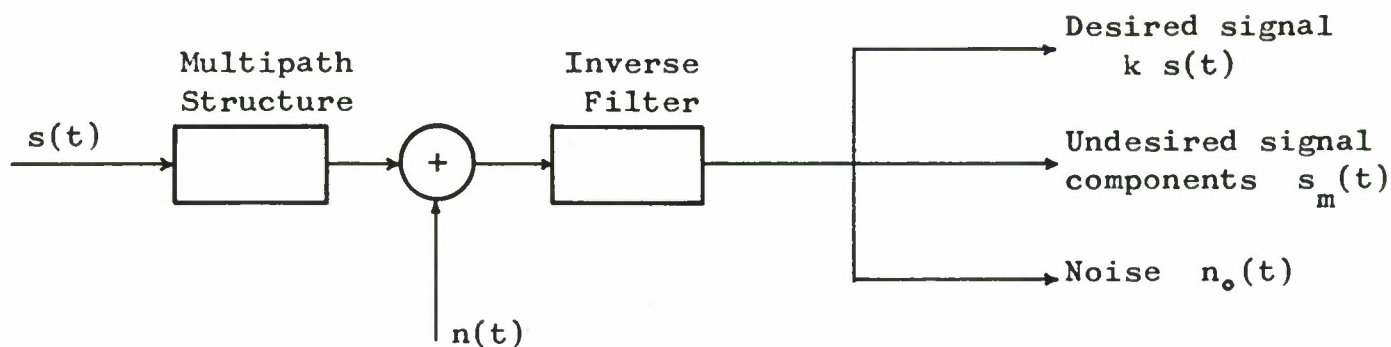 Multipath
Structure
Inverse
Filter
s(t)
+
n(t)
Desired signal
k s(t)
Undesired signal
components s_m(t)
Noise n_o(t)